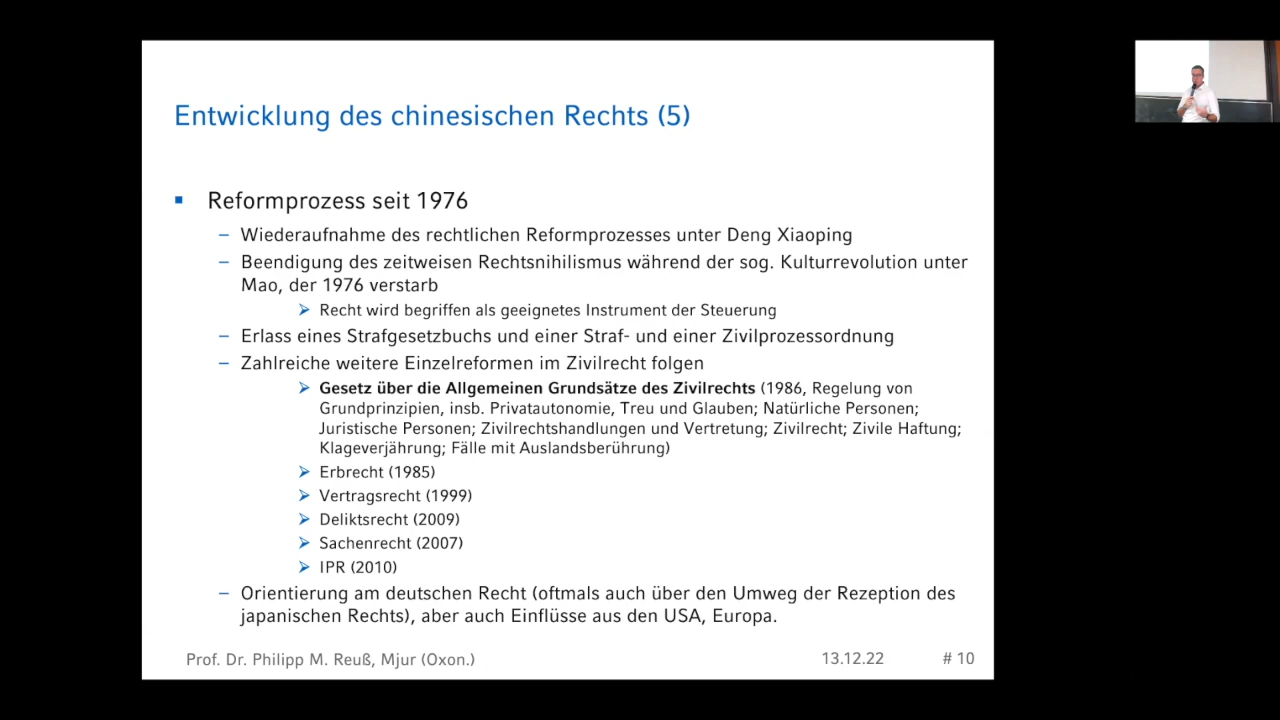 Entwicklung des chinesischen Rechts (5)
▪ Reformprozess seit 1976
– Wiederaufnahme des rechtlichen Reformprozesses unter Deng Xiaoping
– Beendigung des zeitweisen Rechtsnihilismus während der sog. Kulturrevolution unter
Mao, der 1976 verstarb
➢ Recht wird begriffen als geeignetes Instrument der Steuerung
– Erlass eines Strafgesetzbuchs und einer Straf- und einer Zivilprozessordnung
– Zahlreiche weitere Einzelreformen im Zivilrecht folgen
➢ Gesetz über die Allgemeinen Grundsätze des Zivilrechts (1986, Regelung von
Grundprinzipien, insb. Privatautonomie, Treu und Glauben; Natürliche Personen;
Juristische Personen; Zivilrechtshandlungen und Vertretung; Zivilrecht; Zivile Haftung;
Klageverjährung; Fälle mit Auslandsberührung)
➢ Erbrecht (1985)
➢ Vertragsrecht (1999)
➢ Deliktsrecht (2009)
➢ Sachenrecht (2007)
➢ IPR (2010)
– Orientierung am deutschen Recht (oftmals auch über den Umweg der Rezeption des
japanischen Rechts), aber auch Einflüsse aus den USA, Europa.
Prof. Dr. Philipp M. Reuß, Mjur (Oxon.) 13.12.22 # 10